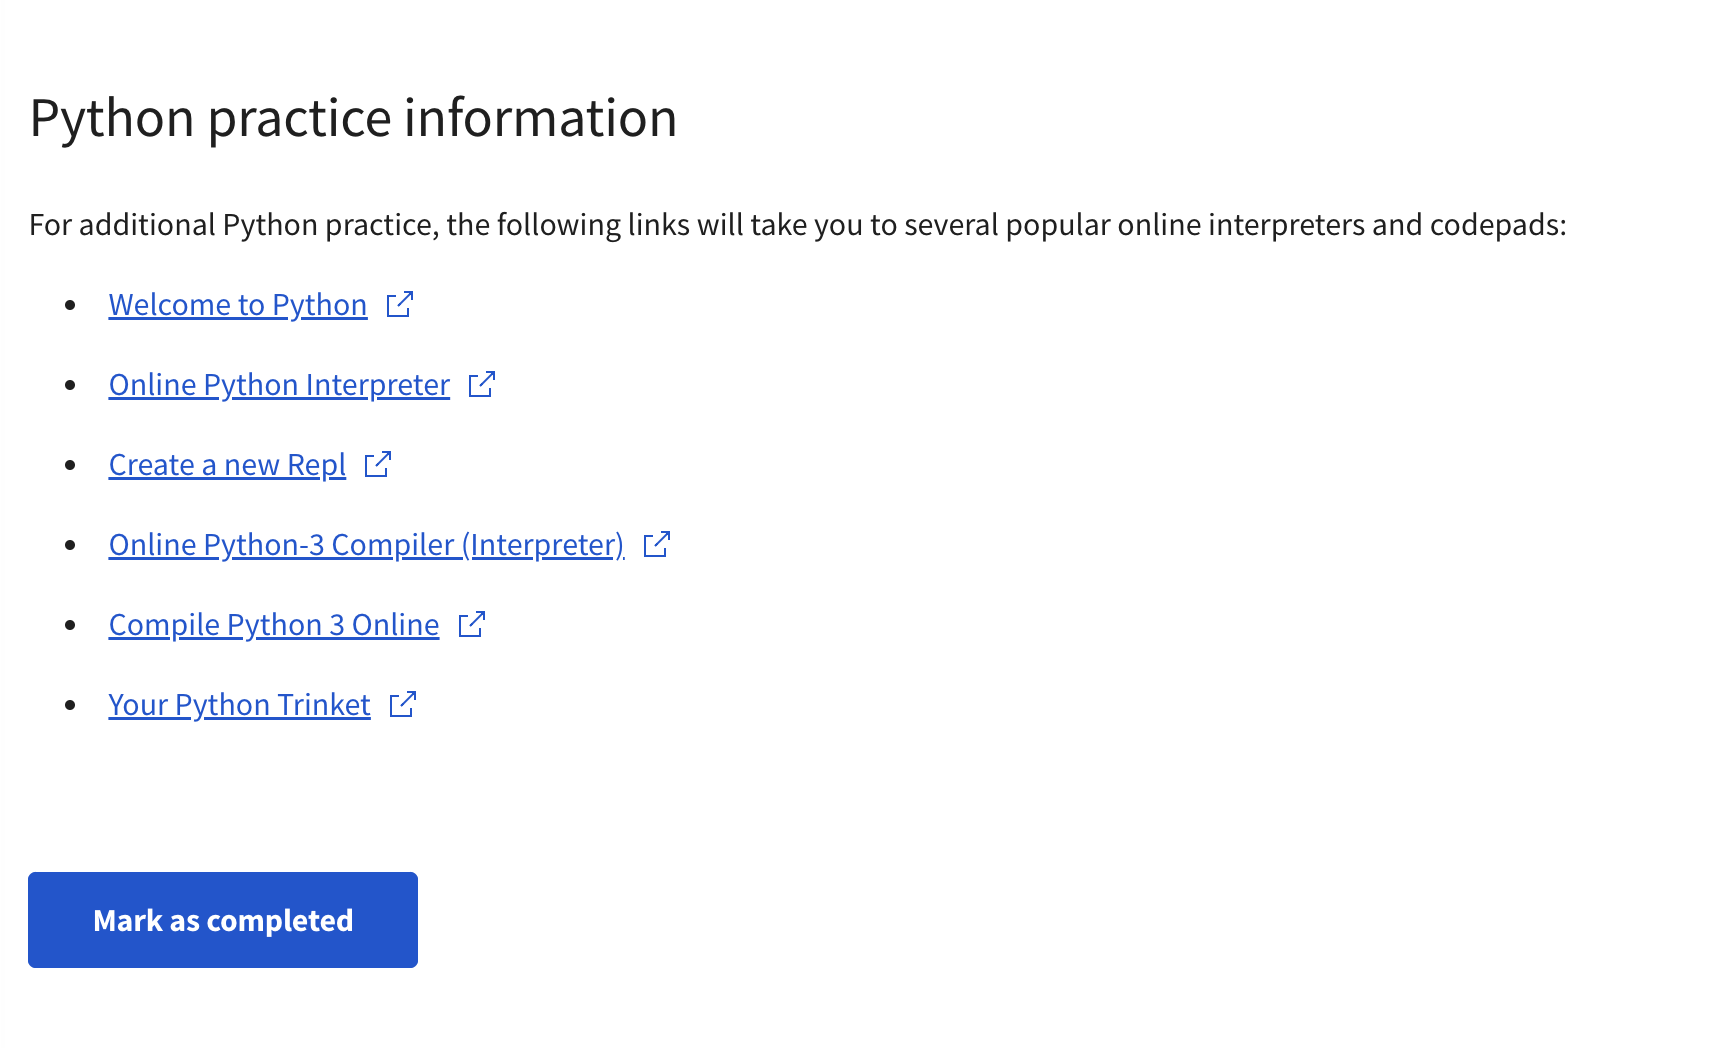 Python practice information
For additional Python practice, the following links will take you to several popular online interpreters and codepads:
Welcome to Python
Online Python Interpreter
Create a new Repl
Online Python-3 Compiler (Interpreter)
Compile Python 3 Online
Your Python Trinket
Mark as completed